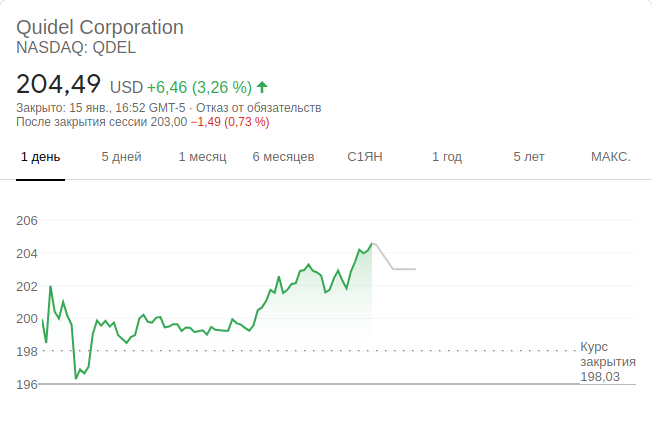 Quidel Corporation
NASDAQ: QDEL
204,49 USD +6,46 (3,26 %)
Закрыто: 15 янв., 16:52 GMT-5 · Отказ от обязательств
После закрытия сессии 203,00 −1,49 (0,73 %)
1 день 5 дней 1 месяц 6 месяцев С1ЯН 1 год 5 лет МАКС.
206
204
202
200
198
196
Курс
закрытия
198,03